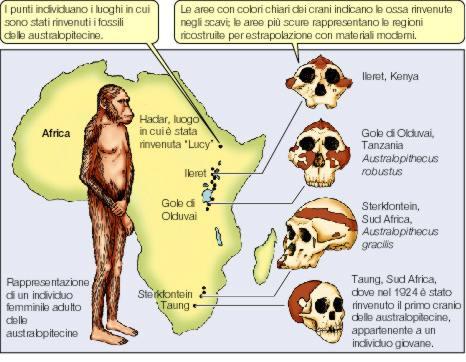 I punti individuano i luoghi in cui
sono stati rinvenuti i fossili
delle australopitecine.
Le aree con colori chiari dei crani indicano le ossa rinvenute
negli scavi; le aree più scure rappresentano le regioni
ricostruite per estrapolazione con materiali moderni.
Africa
Hadar, luogo
in cui è stata
rinvenuta "Lucy"
Ileret
Gole di
Olduvai
Sterkfontein
Taung
Rappresentazione
di un individuo
femminile adulto
delle
australopitecine
Ileret, Kenya
Gole di Olduvai,
Tanzania
Australopithecus
robustus
Sterkfontein,
Sud Africa,
Australopithecus
gracilis
Taung, Sud Africa,
dove nel 1924 è stato
rinvenuto il primo cranio
delle australopitecine,
appartenente a un
individuo giovane.